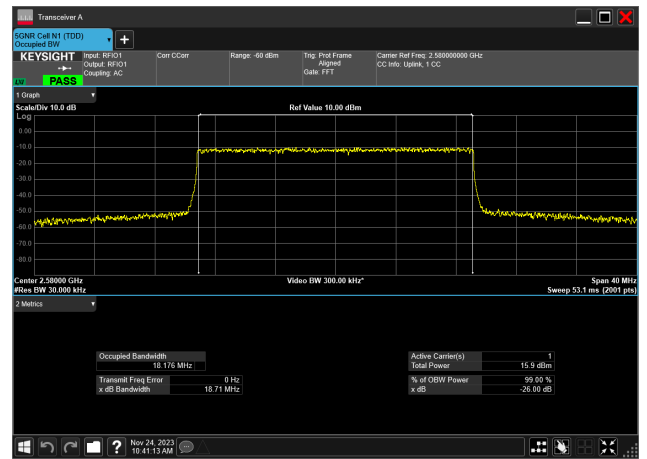 Transceiver A
5GNR Cell N1 (TDD)
Occupied BW
KEYSIGHT
LW
PASS
Input: RFIO1
Output: RFIO1
Coupling: AC
Corr CCorr
Range: -60 dBm
Trig: Prot Frame
Aligned
Gate: FFT
Carrier Ref Freq: 2.580000000 GHz
CC Info: Uplink, 1 CC
1 Graph
Scale/Div 10.0 dB
Ref Value 10.00 dBm
Log
0.00
-10.0
-20.0
-30.0
-40.0
-50.0
-60.0
-70.0
-80.0
Center 2.58000 GHz
Video BW 300.00 kHz*
Span 40 MHz
#Res BW 30.000 kHz
Sweep 53.1 ms (2001 pts)
2 Metrics
Occupied Bandwidth
18.176 MHz
Active Carrier(s) 1
Total Power 15.9 dBm
Transmit Freq Error 0 Hz
x dB Bandwidth 18.71 MHz
% of OBW Power 99.00 %
x dB -26.00 dB
?
Nov 24, 2023
10:41:13 AM